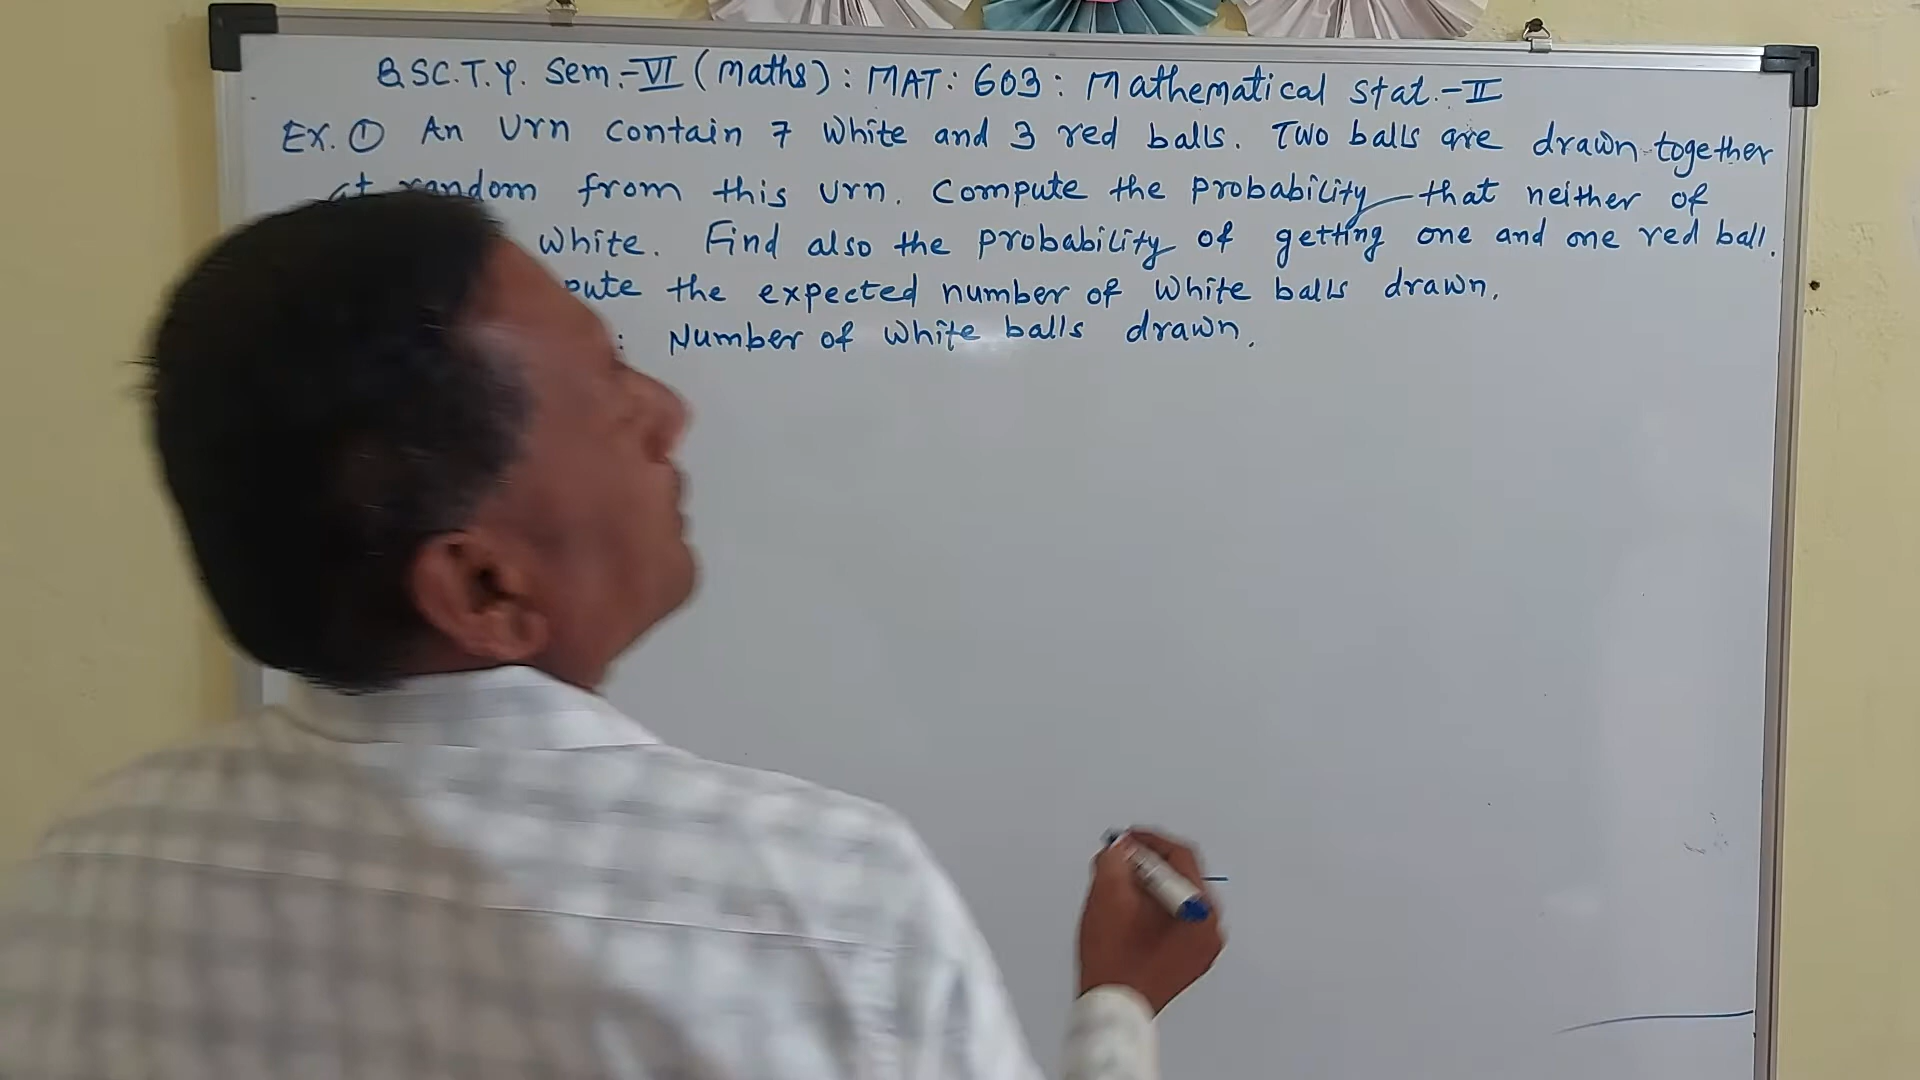 B.SC.T.Y. Sem.-VI (Maths) : MAT: 603 : Mathematical Stat.-II
EX. ① An Urn contain 7 White and 3 red balls. Two balls are drawn together
at random from this urn. Compute the probability that neither of
white. Find also the probability of getting one and one red ball.
the expected number of white balls drawn.
: Number of white balls drawn.